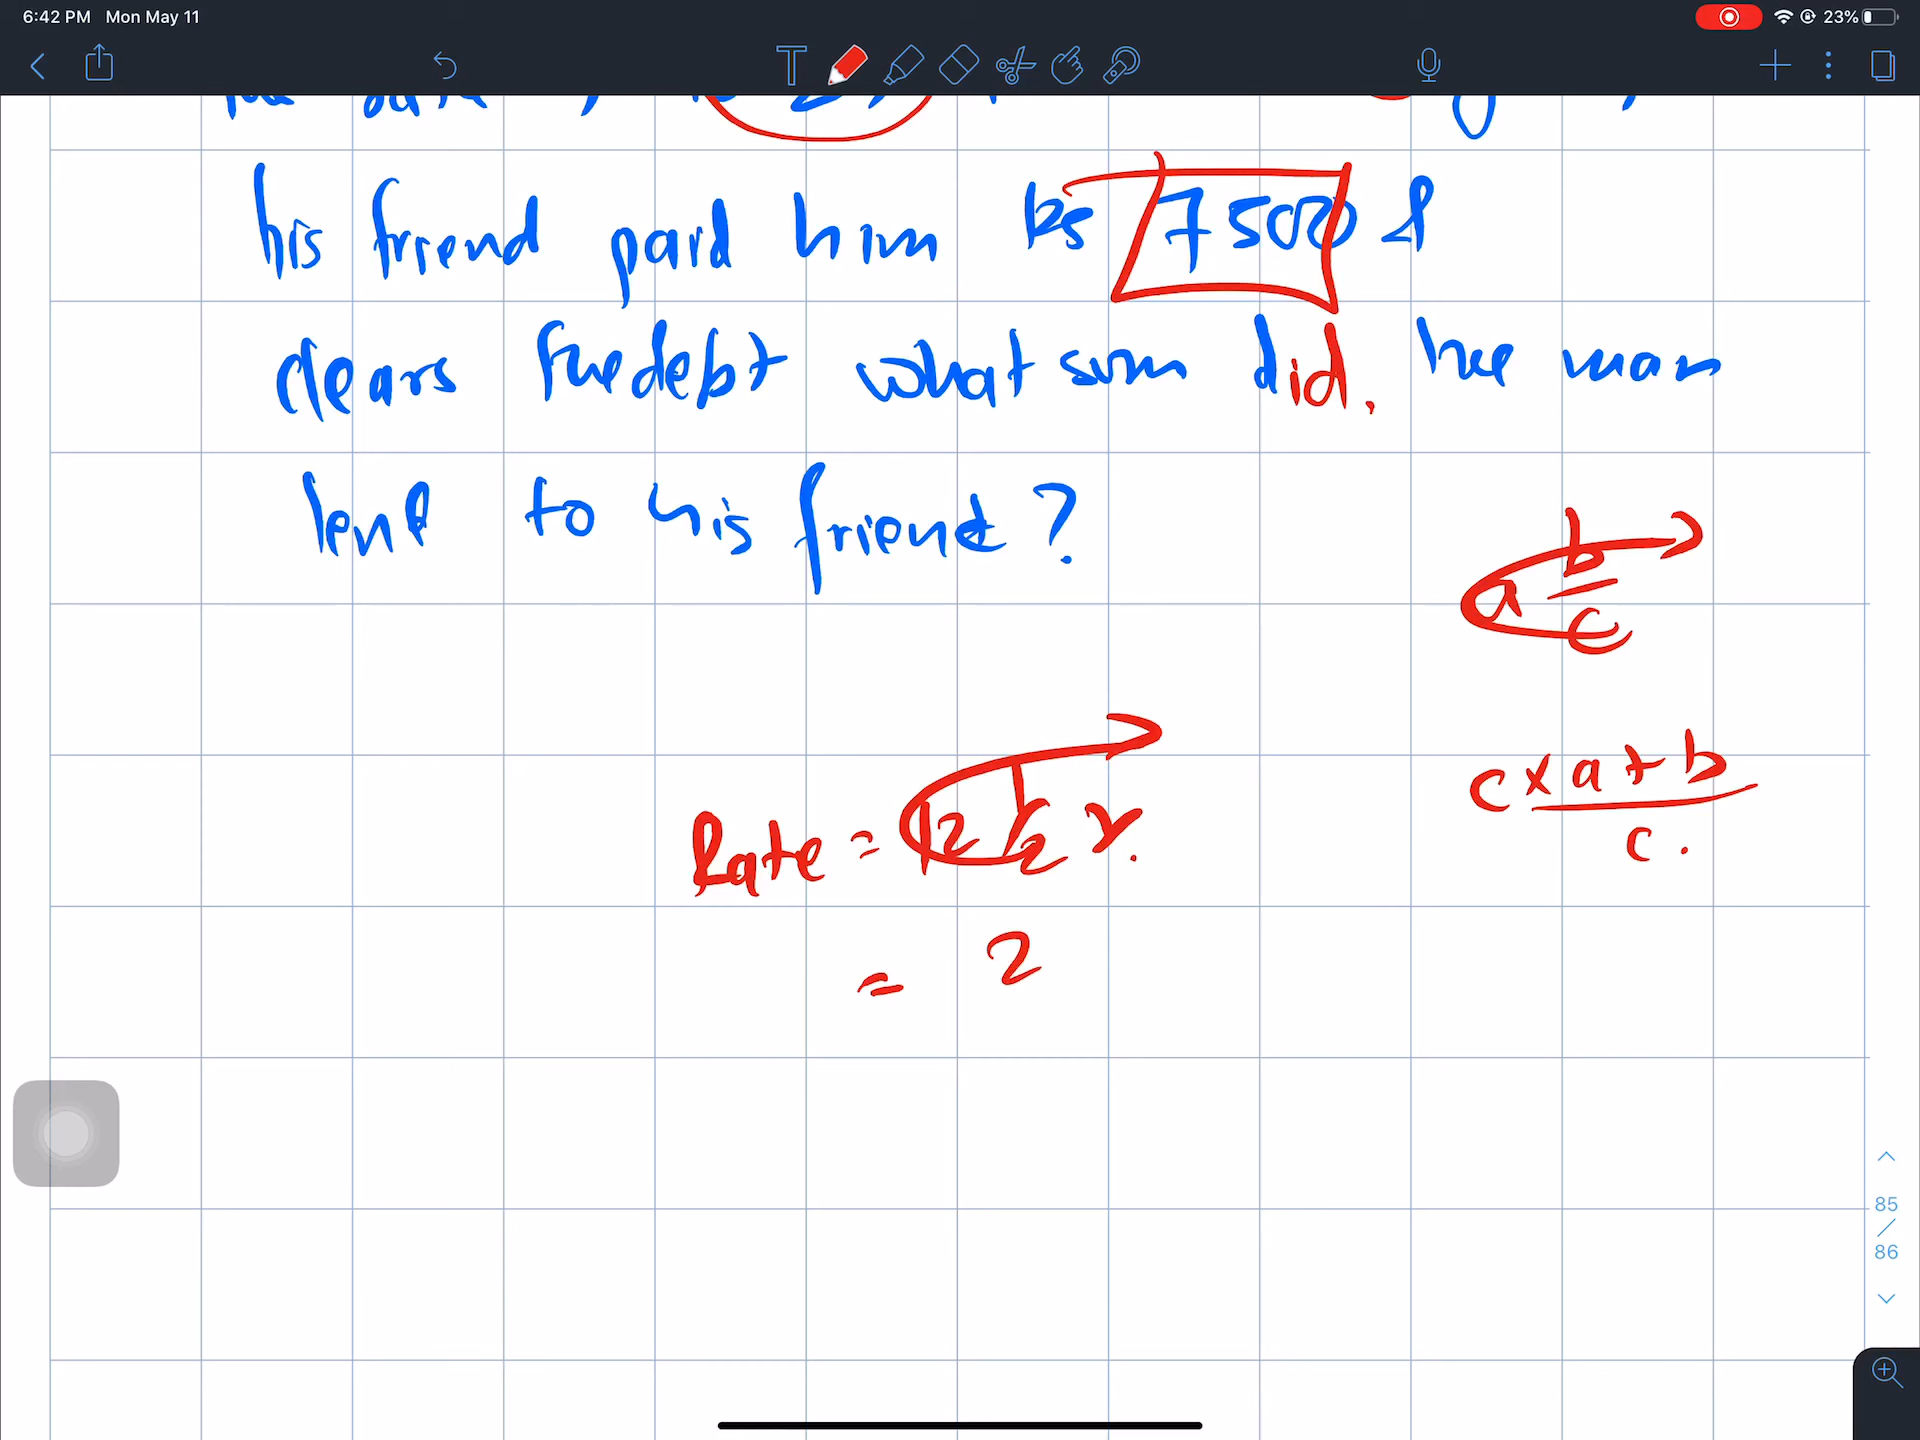 6:42 PM Mon May 11
23%
his friend paid him Rs 7500 &
clears the debt what sum did. the man
lend to his friend?
a b/c
Rate = 12 1/2 %.
c x a + b
c.
= 2
85
/
86